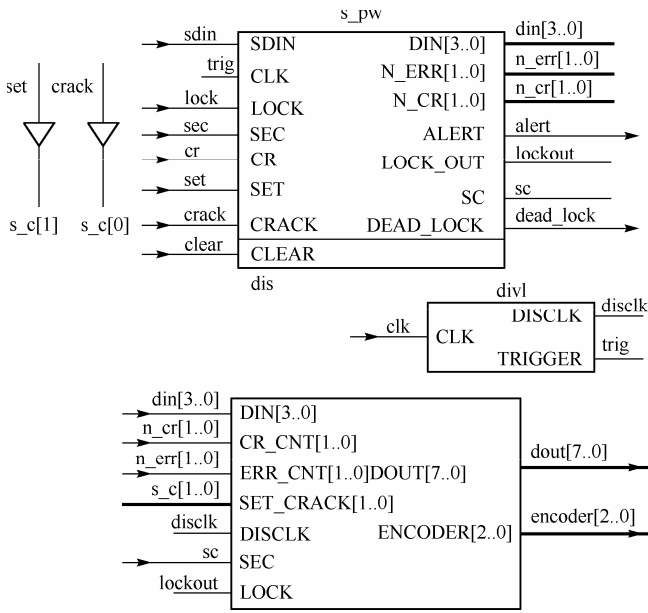 s_pw
sdin SDIN DIN[3..0] din[3..0]
trig CLK N_ERR[1..0] n_err[1..0]
set crack lock LOCK N_CR[1..0] n_cr[1..0]
sec SEC ALERT alert
cr CR LOCK_OUT lockout
set SET SC sc
s_c[1] s_c[0] crack CRACK DEAD_LOCK dead_lock
clear CLEAR
dis divl
clk CLK DISCLK disclk
TRIGGER trig
din[3..0] DIN[3..0]
n_cr[1..0] CR_CNT[1..0]
n_err[1..0] ERR_CNT[1..0]DOUT[7..0] dout[7..0]
s_c[1..0] SET_CRACK[1..0]
disclk DISCLK ENCODER[2..0] encoder[2..0]
sc SEC
lockout LOCK